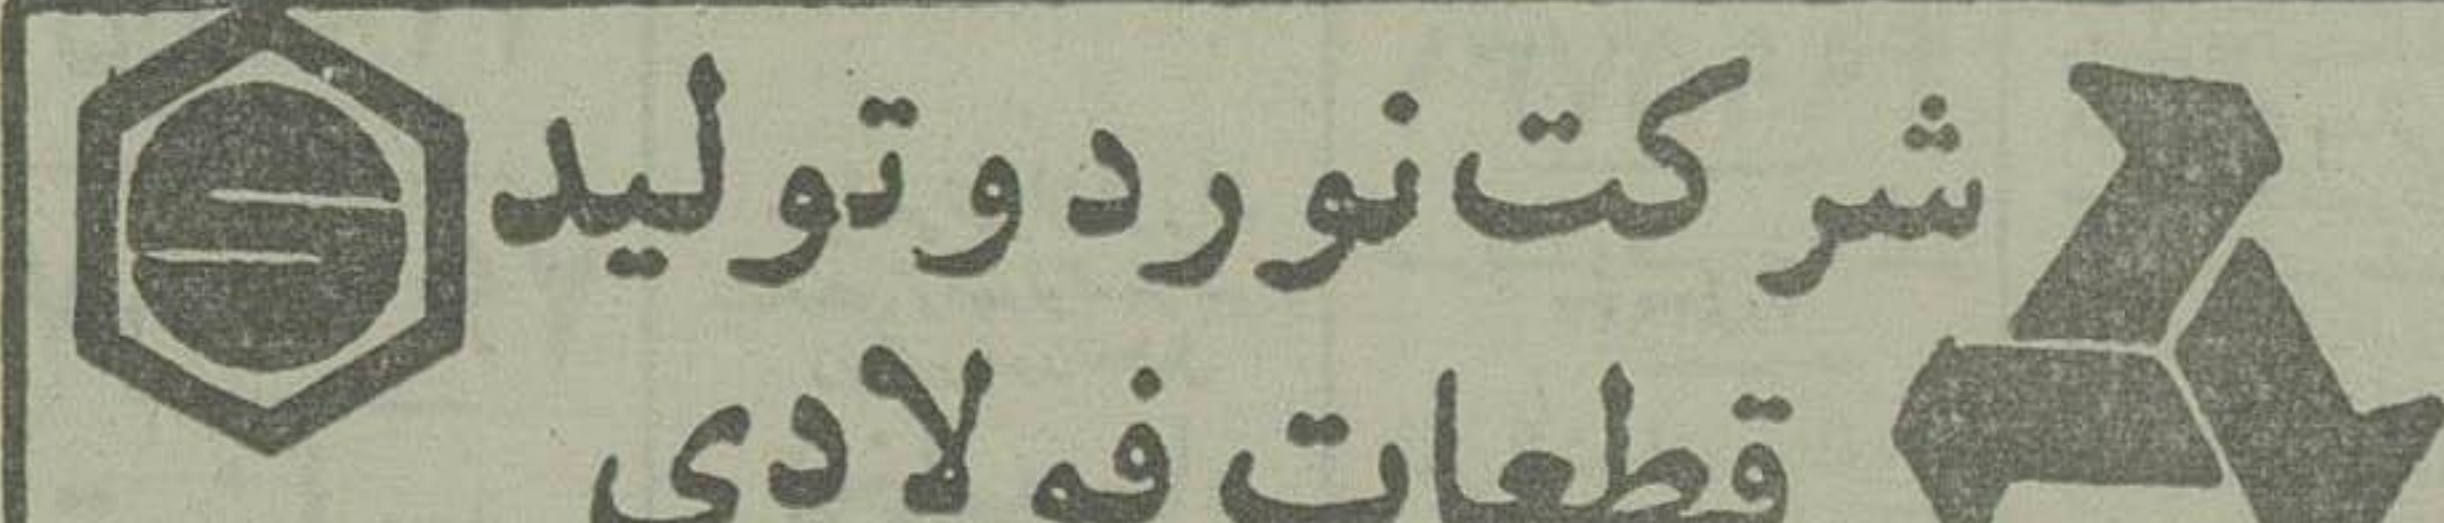 شرکت نورد و تولید
قطعات فولادی